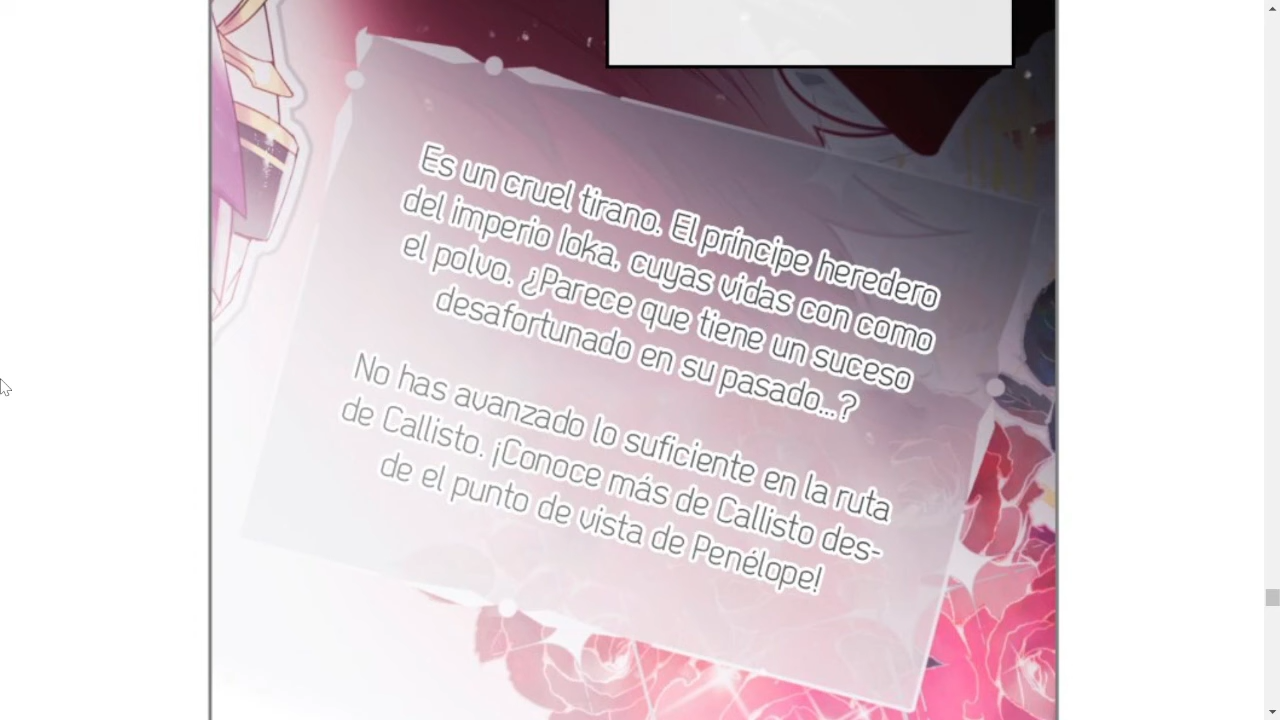 Es un cruel tirano. El príncipe heredero
del imperio Ioka, cuyas vidas con como
el polvo. ¿Parece que tiene un suceso
desafortunado en su pasado...?
No has avanzado lo suficiente en la ruta
de Callisto. ¡Conoce más de Callisto des-
de el punto de vista de Penélope!